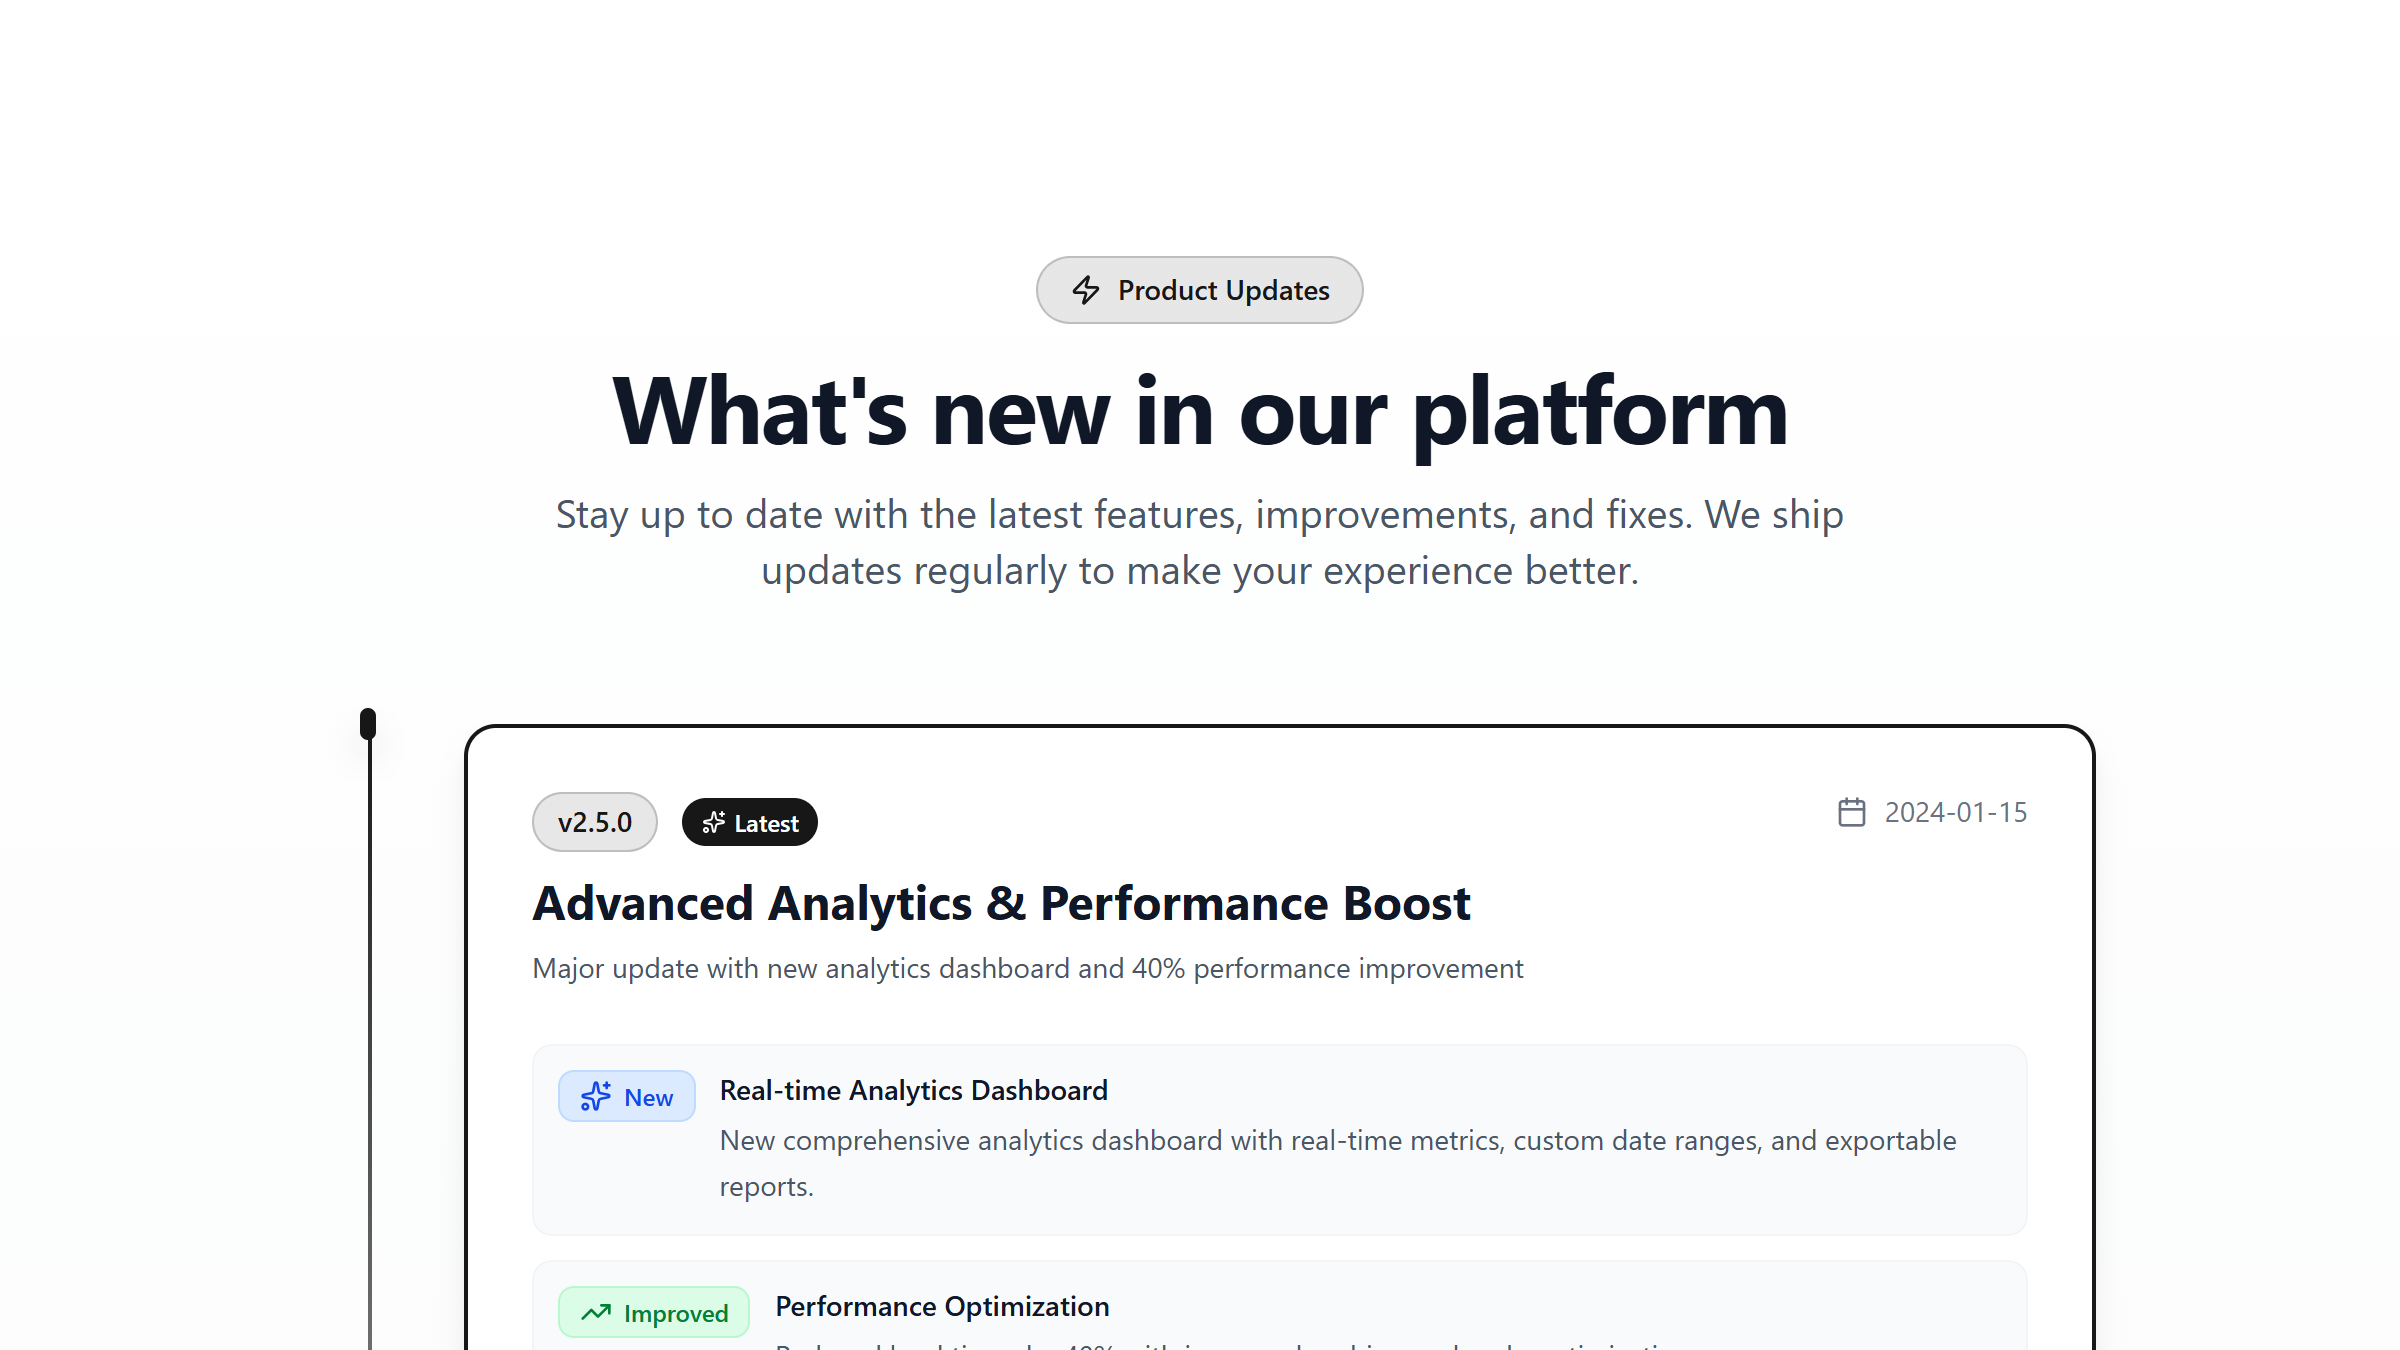 Product Updates
What's new in our platform
Stay up to date with the latest features, improvements, and fixes. We ship
updates regularly to make your experience better.
v2.5.0
Latest
2024-01-15
Advanced Analytics & Performance Boost
Major update with new analytics dashboard and 40% performance improvement
New
Real-time Analytics Dashboard
New comprehensive analytics dashboard with real-time metrics, custom date ranges, and exportable
reports.
Improved
Performance Optimization